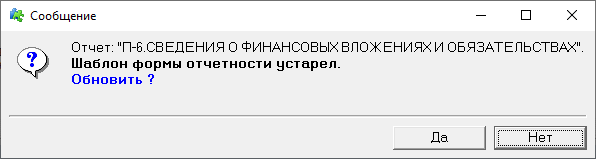 Сообщение
Отчет: "П-6.СВЕДЕНИЯ О ФИНАНСОВЫХ ВЛОЖЕНИЯХ И ОБЯЗАТЕЛЬСТВАХ".
Шаблон формы отчетности устарел.
Обновить ?
Да
Нет